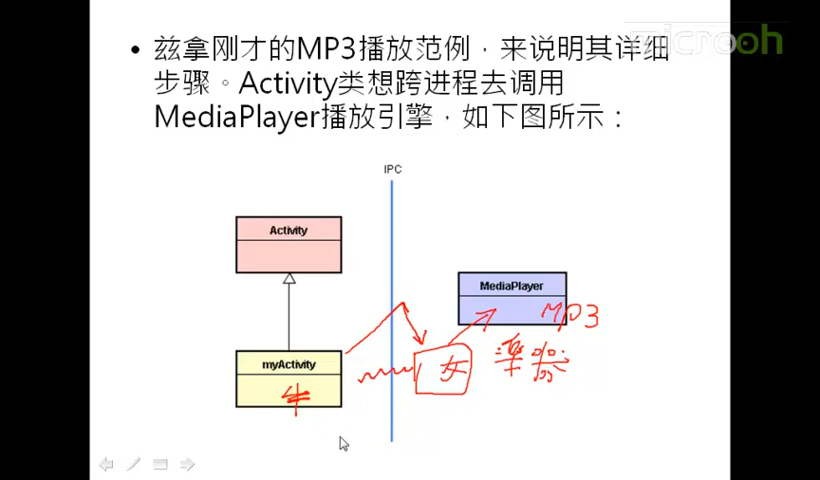 microoh
• 兹拿刚才的MP3播放范例，来说明其详细
步骤。Activity类想跨进程去调用
MediaPlayer播放引擎，如下图所示：
IPC
Activity
MediaPlayer
MP3
myActivity
牛
女